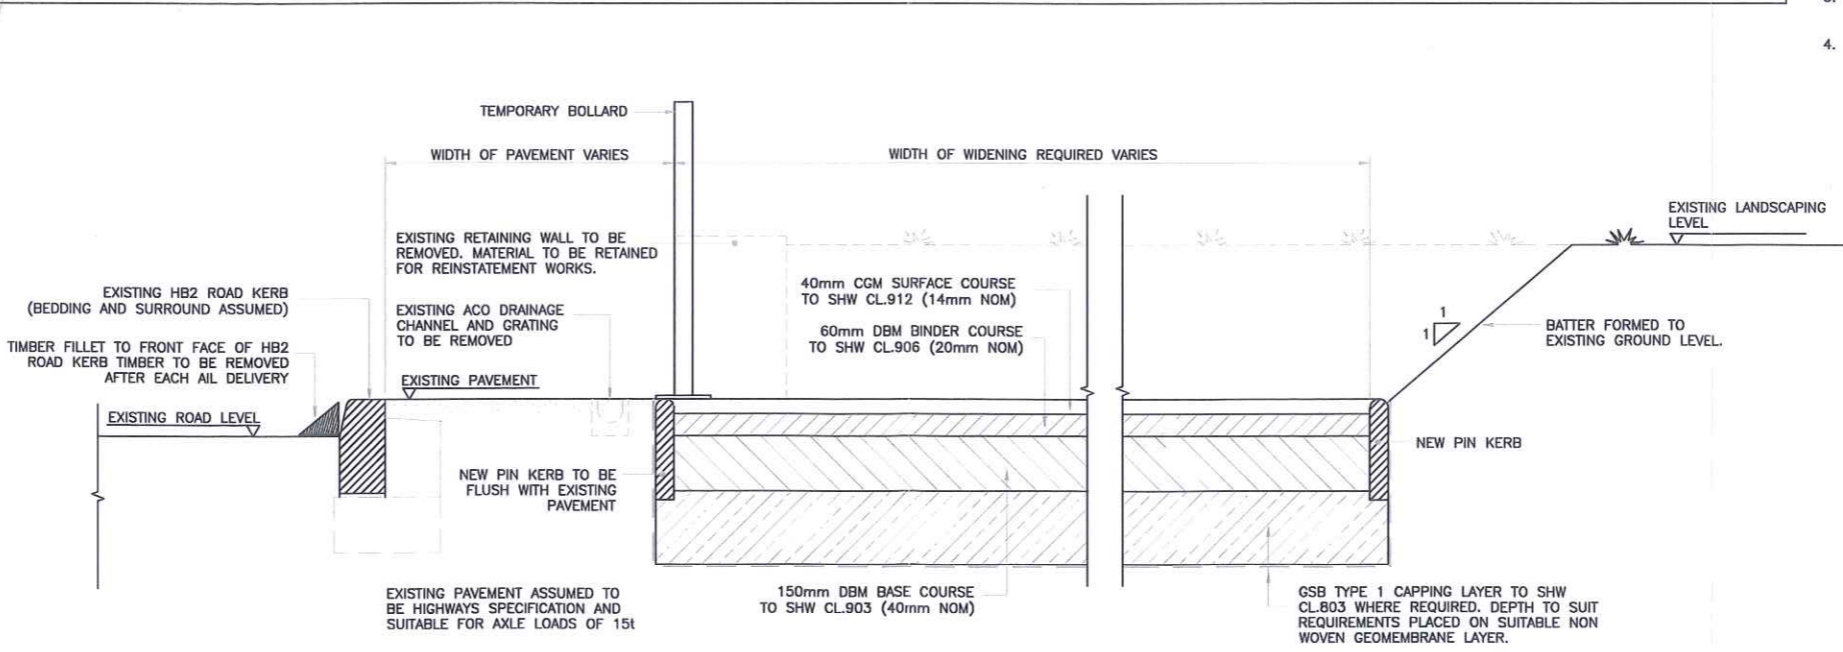 4.
TEMPORARY BOLLARD
WIDTH OF PAVEMENT VARIES
WIDTH OF WIDENING REQUIRED VARIES
EXISTING LANDSCAPING
LEVEL
EXISTING RETAINING WALL TO BE
REMOVED. MATERIAL TO BE RETAINED
FOR REINSTATEMENT WORKS.
40mm CGM SURFACE COURSE
TO SHW CL.912 (14mm NOM)
EXISTING HB2 ROAD KERB
(BEDDING AND SURROUND ASSUMED)
EXISTING ACO DRAINAGE
CHANNEL AND GRATING
TO BE REMOVED
60mm DBM BINDER COURSE
TO SHW CL.906 (20mm NOM)
1
1
BATTER FORMED TO
EXISTING GROUND LEVEL.
TIMBER FILLET TO FRONT FACE OF HB2
ROAD KERB TIMBER TO BE REMOVED
AFTER EACH AIL DELIVERY
EXISTING PAVEMENT
EXISTING ROAD LEVEL
NEW PIN KERB
NEW PIN KERB TO BE
FLUSH WITH EXISTING
PAVEMENT
EXISTING PAVEMENT ASSUMED TO
BE HIGHWAYS SPECIFICATION AND
SUITABLE FOR AXLE LOADS OF 15t
150mm DBM BASE COURSE
TO SHW CL.903 (40mm NOM)
GSB TYPE 1 CAPPING LAYER TO SHW
CL.803 WHERE REQUIRED. DEPTH TO SUIT
REQUIREMENTS PLACED ON SUITABLE NON
WOVEN GEOMEMBRANE LAYER.